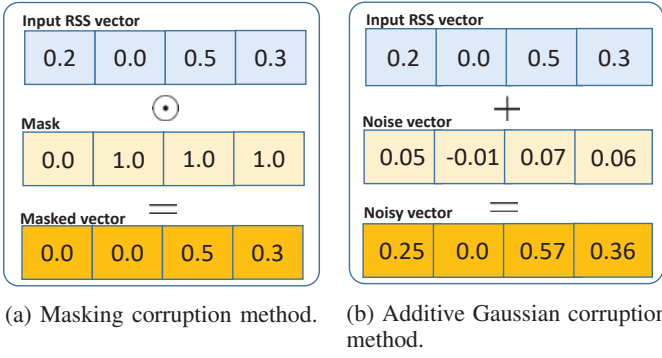 Input RSS vector
0.2 0.0 0.5 0.3
Mask
0.0 1.0 1.0 1.0
=
Masked vector
0.0 0.0 0.5 0.3
(a) Masking corruption method.
Input RSS vector
0.2 0.0 0.5 0.3
+
Noise vector
0.05 -0.01 0.07 0.06
=
Noisy vector
0.25 0.0 0.57 0.36
(b) Additive Gaussian corruption
method.